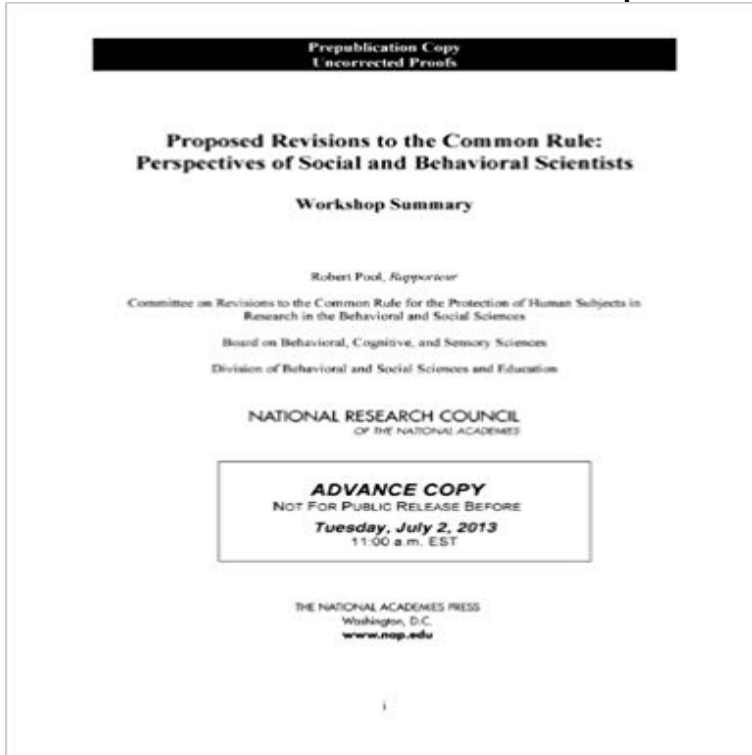 Prepublication Copy
Uncorrected Proofs
Proposed Revisions to the Common Rule:
Perspectives of Social and Behavioral Scientists
Workshop Summary
Robert Pool, Rapporteur
Committee on Revisions to the Common Rule for the Protection of Human Subjects in
Research in the Behavioral and Social Sciences
Board on Behavioral, Cognitive, and Sensory Sciences
Division of Behavioral and Social Sciences and Education
NATIONAL RESEARCH COUNCIL
OF THE NATIONAL ACADEMIES
ADVANCE COPY
NOT FOR PUBLIC RELEASE BEFORE
Tuesday, July 2, 2013
11:00 a.m. EST
THE NATIONAL ACADEMIES PRESS
Washington, D.C.
www.nap.edu
i